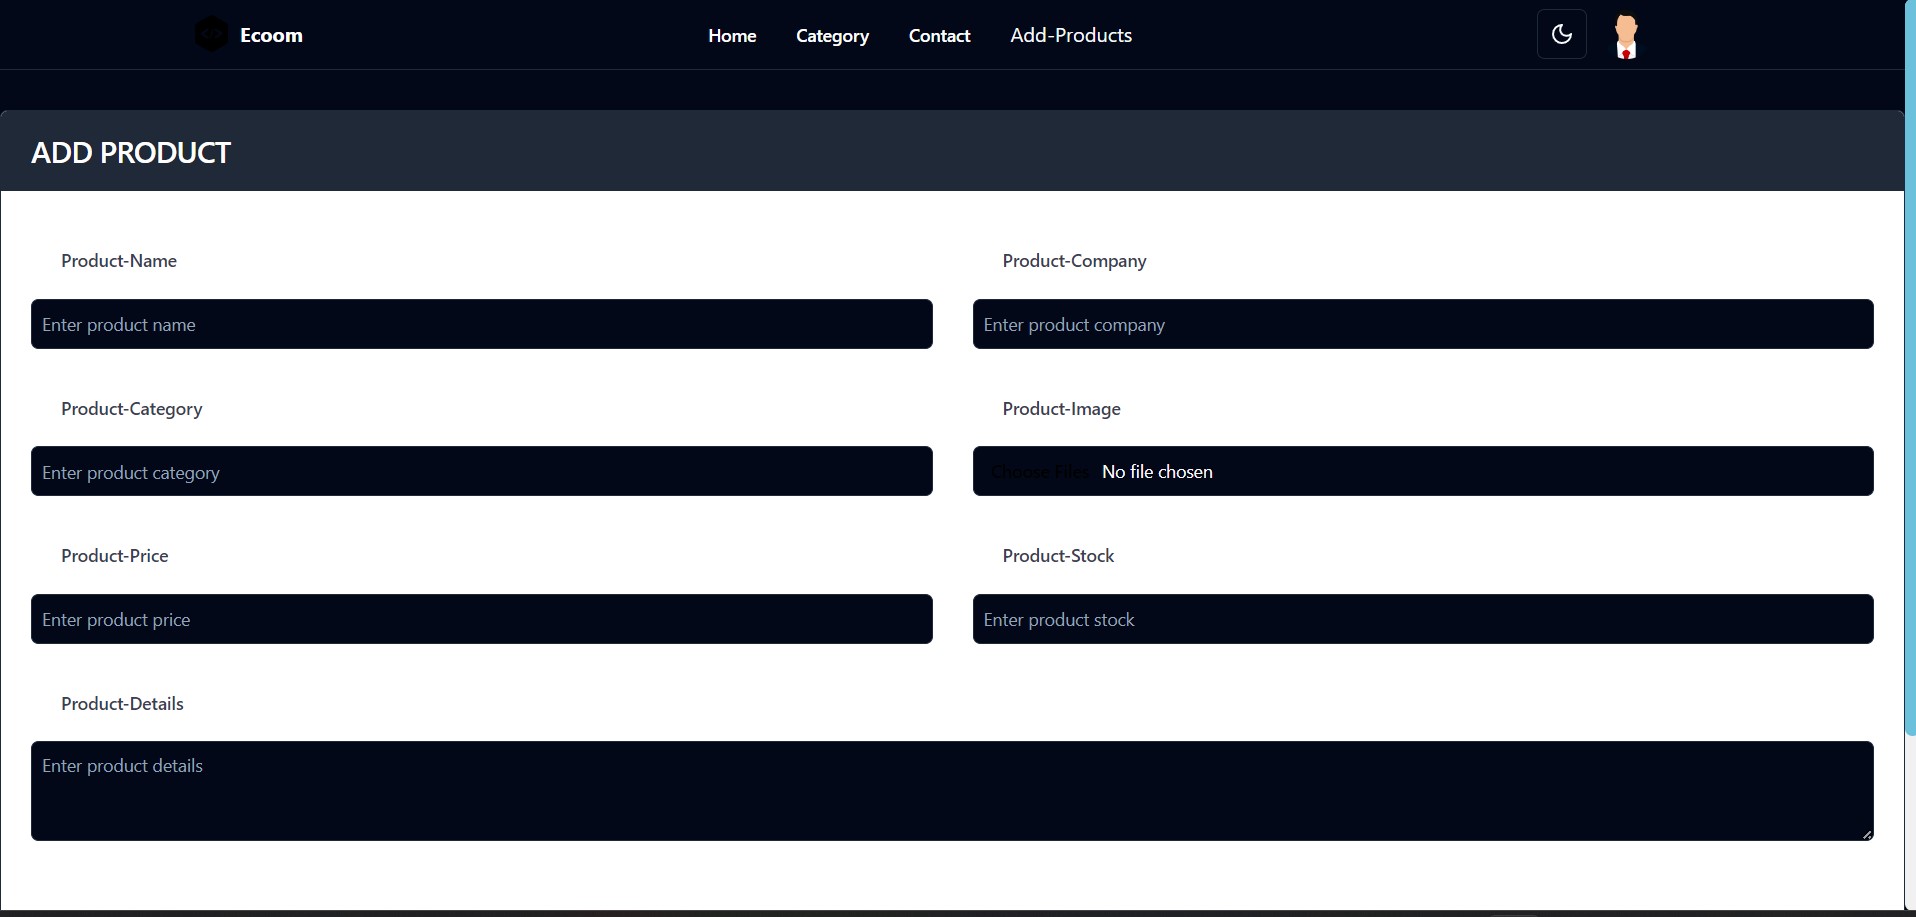 Ecoom
Home Category Contact Add-Products
ADD PRODUCT
Product-Name Product-Company
Enter product name Enter product company
Product-Category Product-Image
Enter product category Choose Files No file chosen
Product-Price Product-Stock
Enter product price Enter product stock
Product-Details
Enter product details